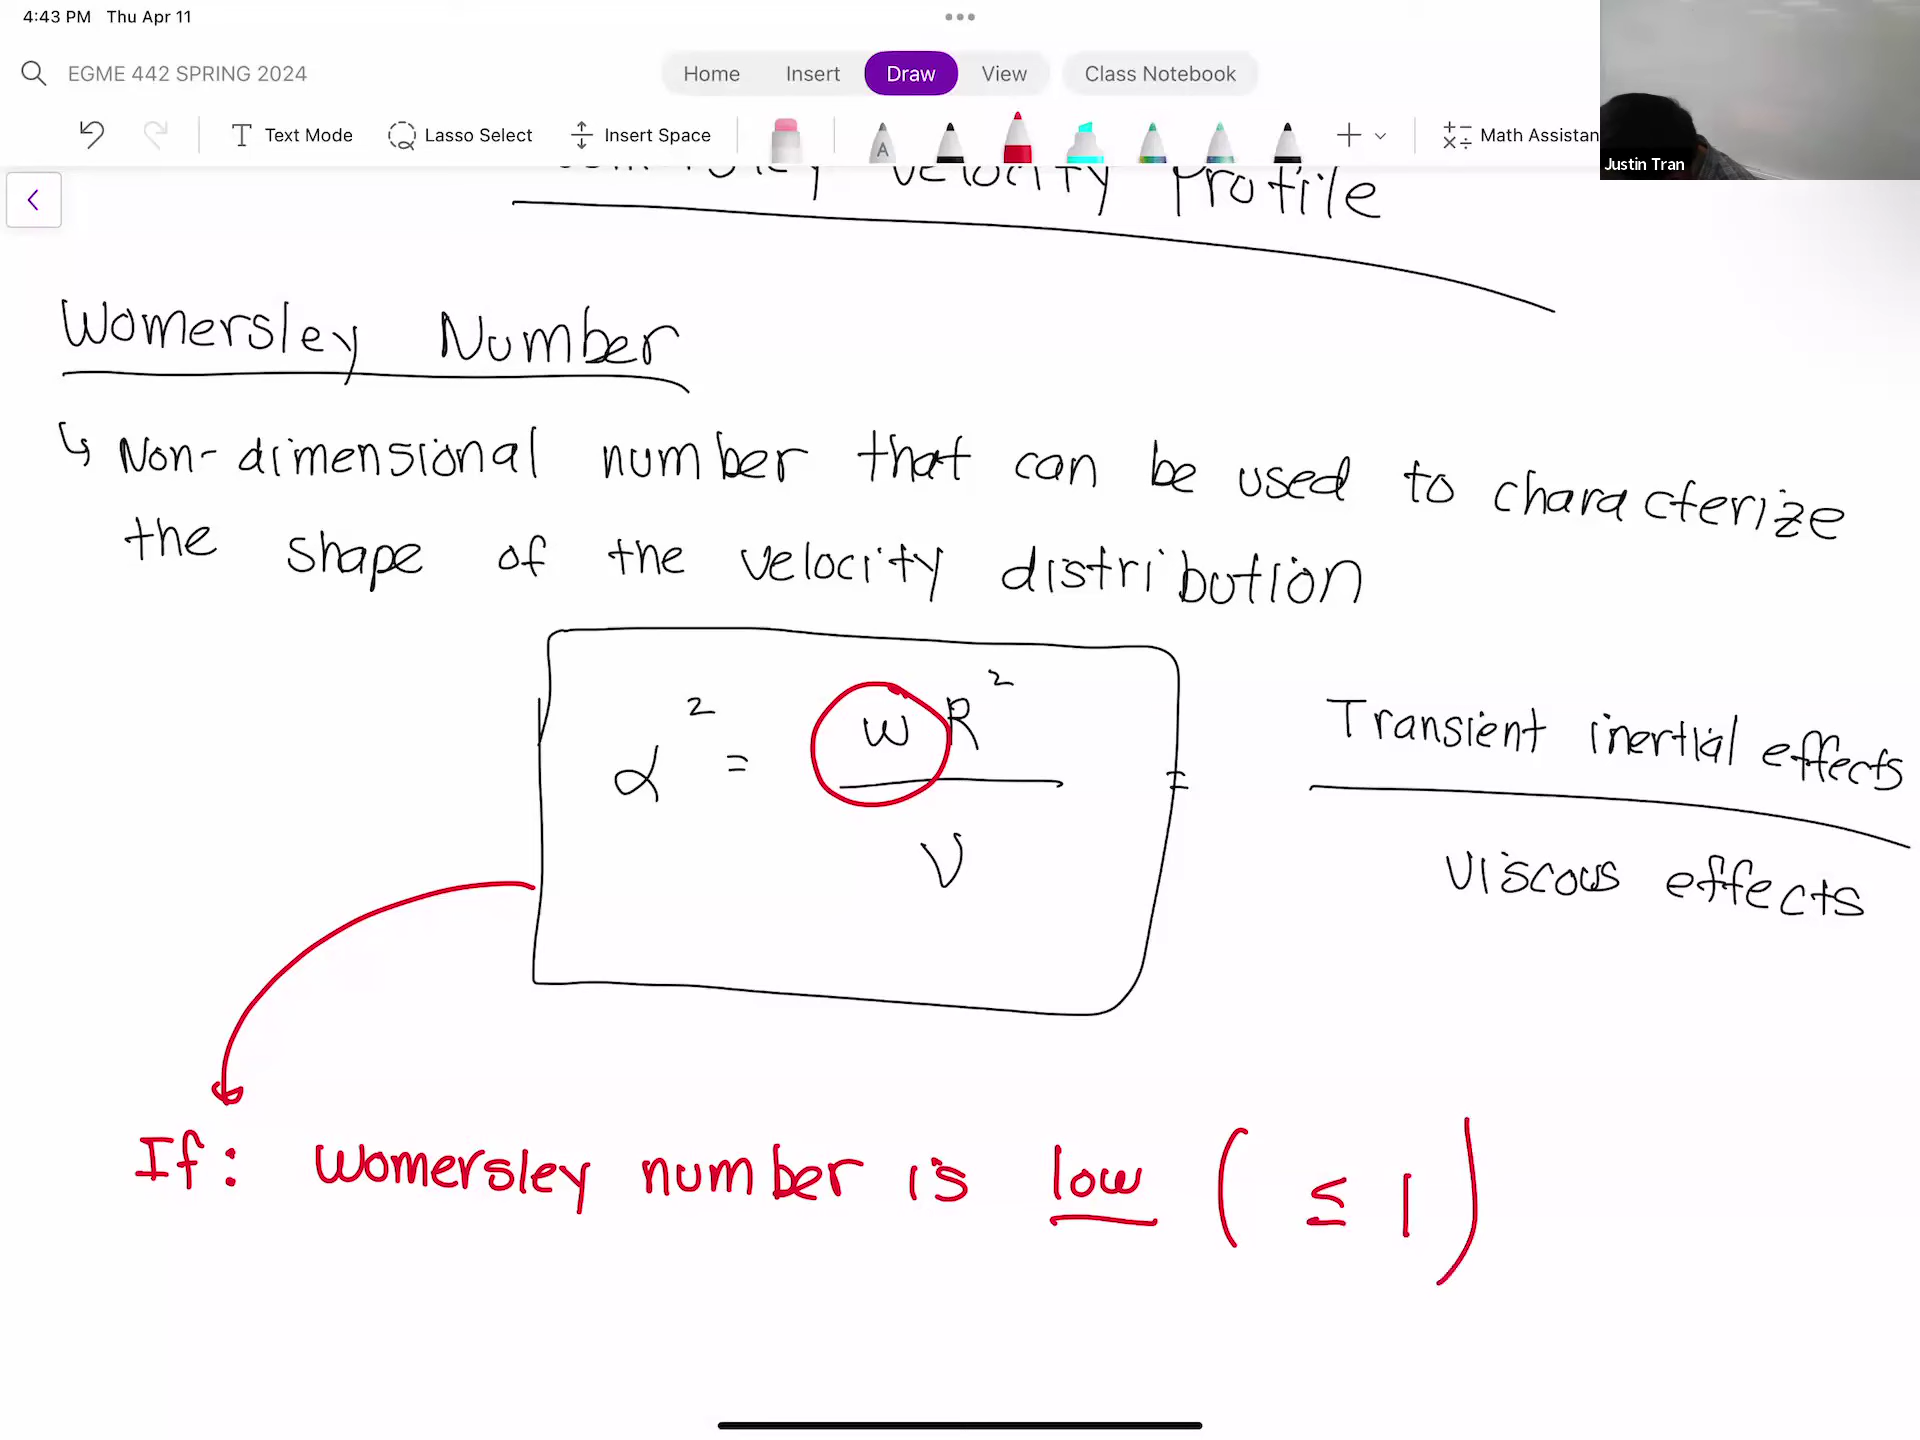 4:43 PM Thu Apr 11
EGME 442 SPRING 2024
Home Insert Draw View Class Notebook
Text Mode Lasso Select Insert Space A Math Assistan
Justin Tran
Velocity Profile
Womersley Number
↳ Non-dimensional number that can be used to characterize
the shape of the velocity distribution
α² = ωR² / ν = Transient inertial effects / viscous effects
If: Womersley number is low ( ≤ 1 )